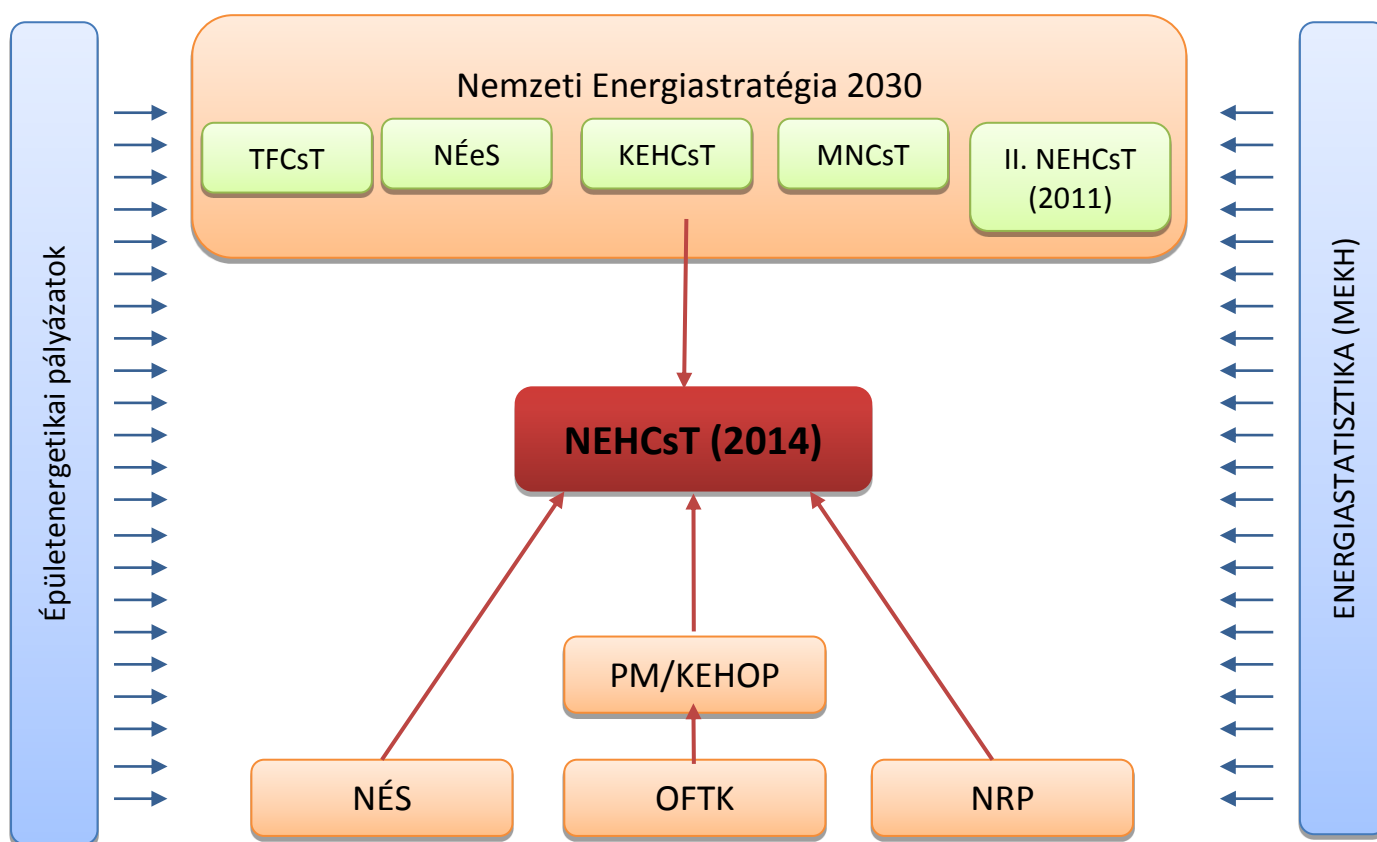 Épületenergetikai pályázatok
Nemzeti Energiastratégia 2030
TFCsT
NÉeS
KEHCsT
MNCsT
II. NEHCsT
(2011)
NEHCsT (2014)
PM/KEHOP
NÉS
OFTK
NRP
ENERGIASTATISZTIKA (MEKH)